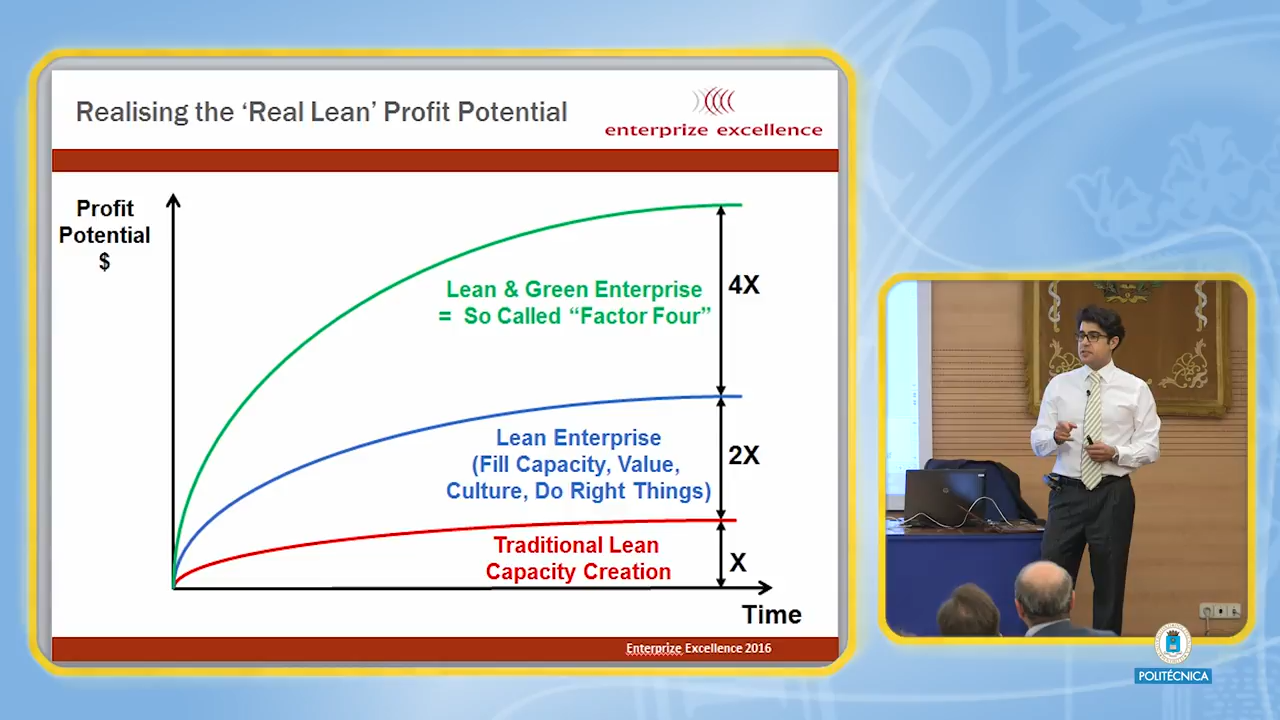 Realising the ‘Real Lean’ Profit Potential
enterprize excellence
Profit
Potential
$
Lean & Green Enterprise
= So Called “Factor Four”
4X
Lean Enterprise
(Fill Capacity, Value,
Culture, Do Right Things)
2X
Traditional Lean
Capacity Creation
X
Time
Enterprize Excellence 2016
POLITÉCNICA